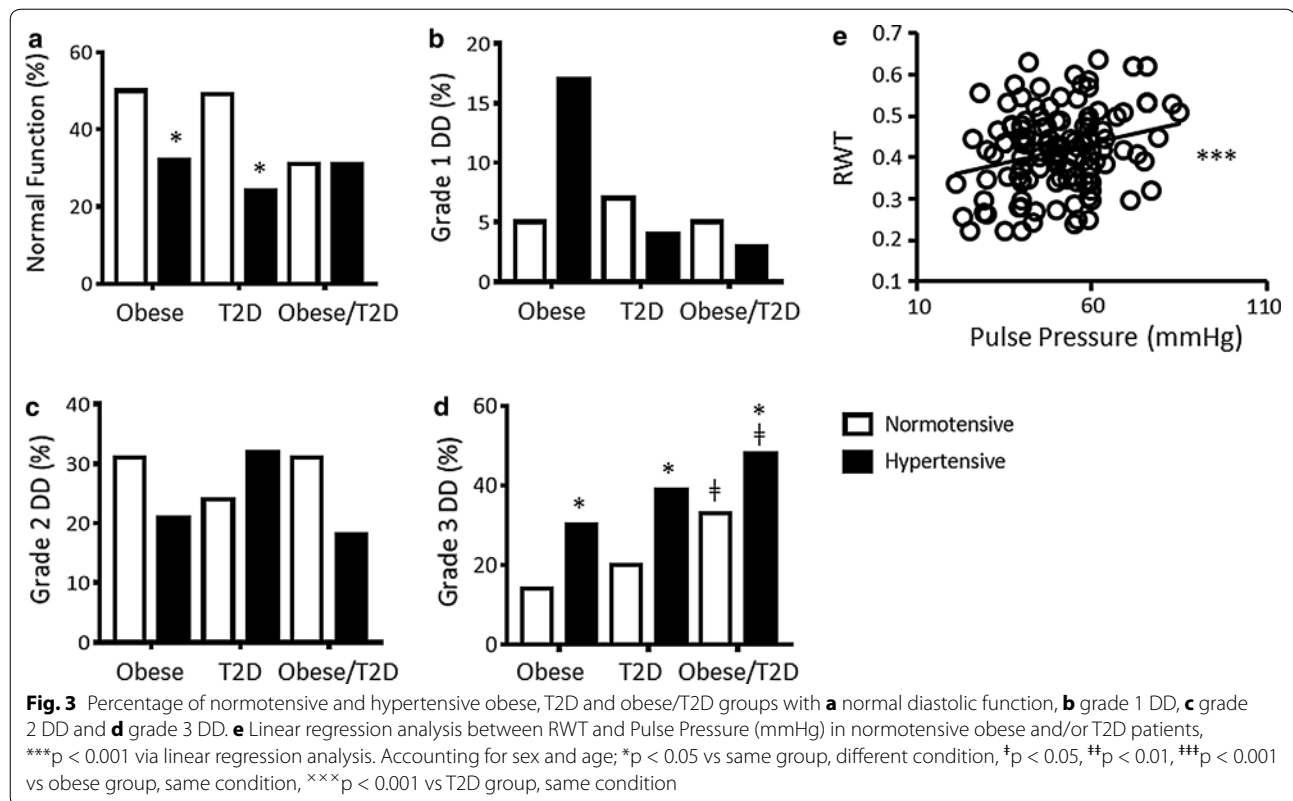 a
Normal Function (%)
60
40
20
0
*
*
Obese T2D Obese/T2D
b
Grade 1 DD (%)
20
15
10
5
0
Obese T2D Obese/T2D
e
RWT
0.7
0.6
0.5
0.4
0.3
0.2
0.1
***
10 60 110
Pulse Pressure (mmHg)
c
Grade 2 DD (%)
40
30
20
10
0
Obese T2D Obese/T2D
d
Grade 3 DD (%)
60
40
20
0
*
*
ǂ
*
ǂ
Obese T2D Obese/T2D
Normotensive
Hypertensive
Fig. 3 Percentage of normotensive and hypertensive obese, T2D and obese/T2D groups with a normal diastolic function, b grade 1 DD, c grade
2 DD and d grade 3 DD. e Linear regression analysis between RWT and Pulse Pressure (mmHg) in normotensive obese and/or T2D patients,
***p < 0.001 via linear regression analysis. Accounting for sex and age; *p < 0.05 vs same group, different condition, ǂp < 0.05, ǂǂp < 0.01, ǂǂǂp < 0.001
vs obese group, same condition, ×××p < 0.001 vs T2D group, same condition